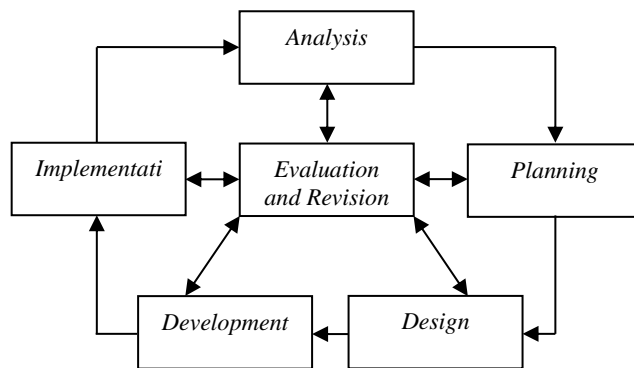 Analysis
Implementati
Evaluation
and Revision
Planning
Development
Design